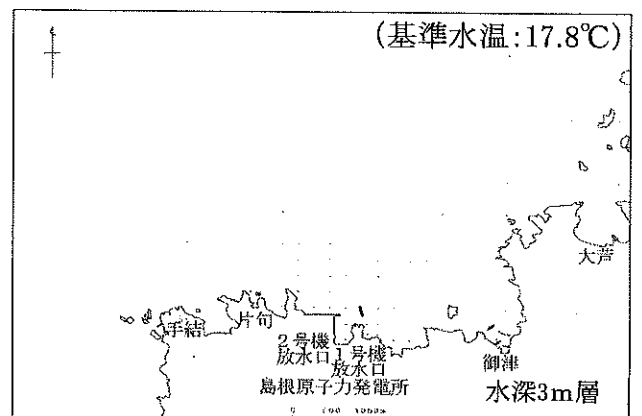 (基準水温:17.8℃)
大芦
手結
片句
2号機
放水口
1号機
放水口
御津
島根原子力発電所
水深3m層